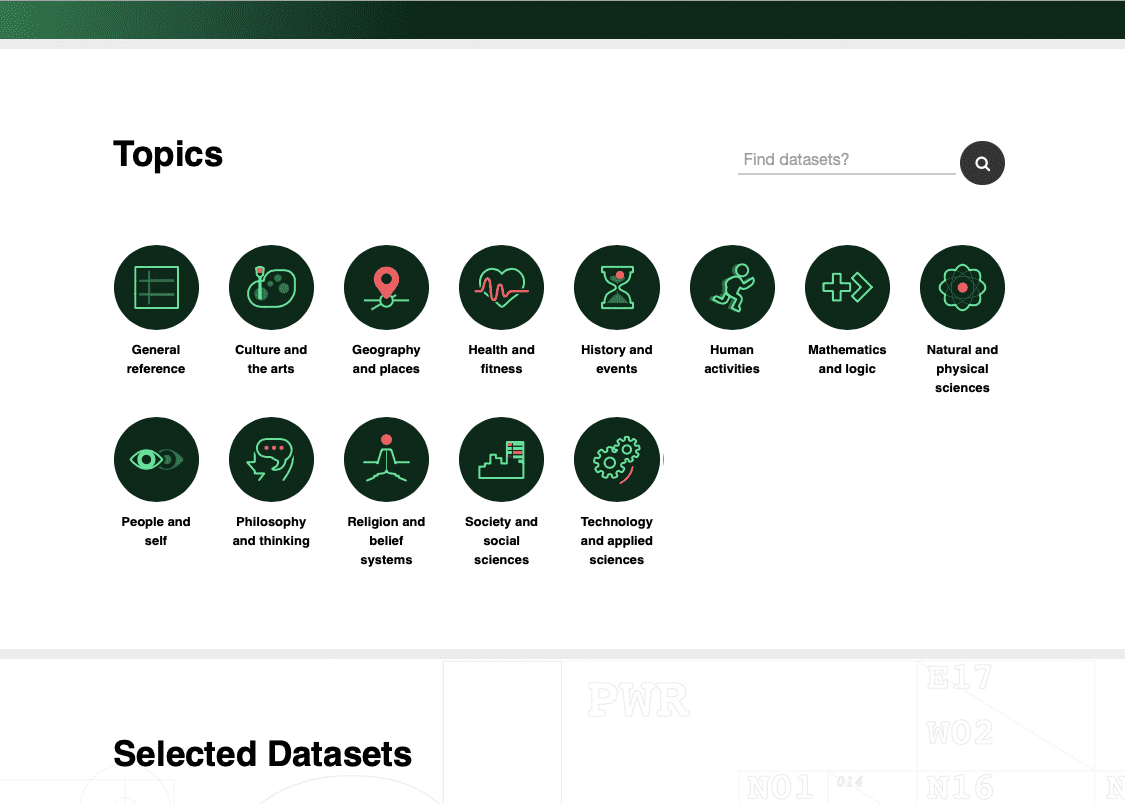 Topics
Find datasets?
General
reference
Culture and
the arts
Geography
and places
Health and
fitness
History and
events
Human
activities
Mathematics
and logic
Natural and
physical
sciences
People and
self
Philosophy
and thinking
Religion and
belief
systems
Society and
social
sciences
Technology
and applied
sciences
PWR
E17
W02
Selected Datasets
N01
014
N16
N